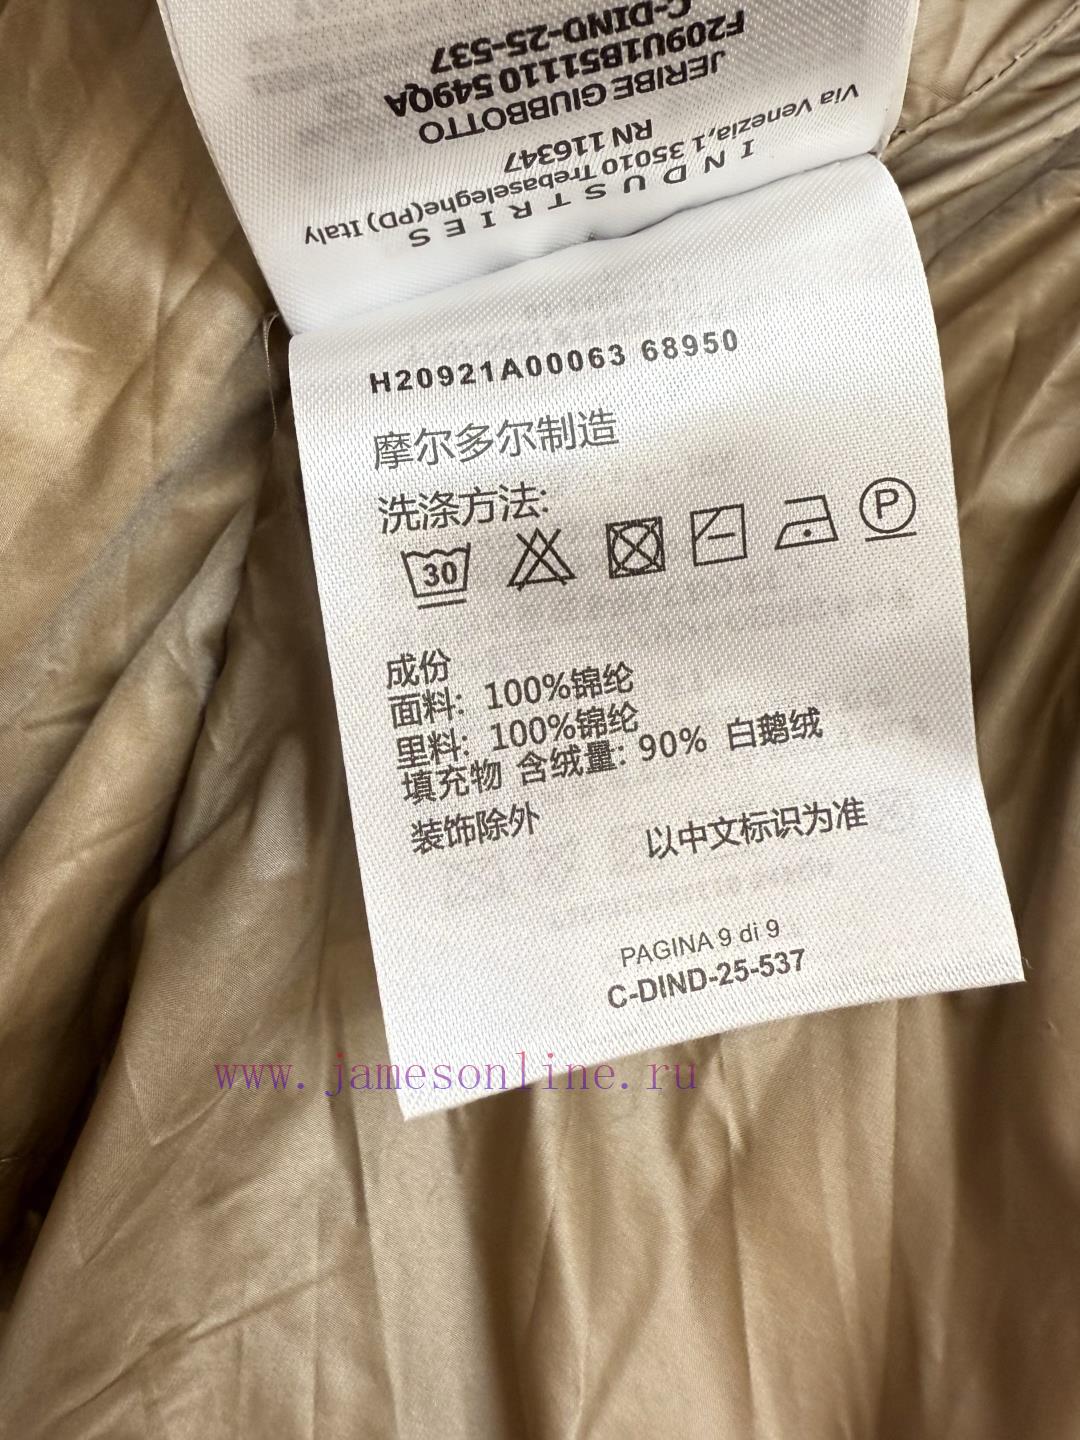 C-DIND-25-537
F209U1B51110 549QA
JERIBE GIUBBOTTO
RN 116347
Via Venezia,1 35010 Trebaseleghe(PD) Italy
INDUSTRIES
H20921A00063 68950
摩尔多尔制造
洗涤方法:
30
P
成份
面料: 100%锦纶
里料: 100%锦纶
填充物 含绒量: 90% 白鹅绒
装饰除外
以中文标识为准
PAGINA 9 di 9
C-DIND-25-537
www.jamesonline.ru